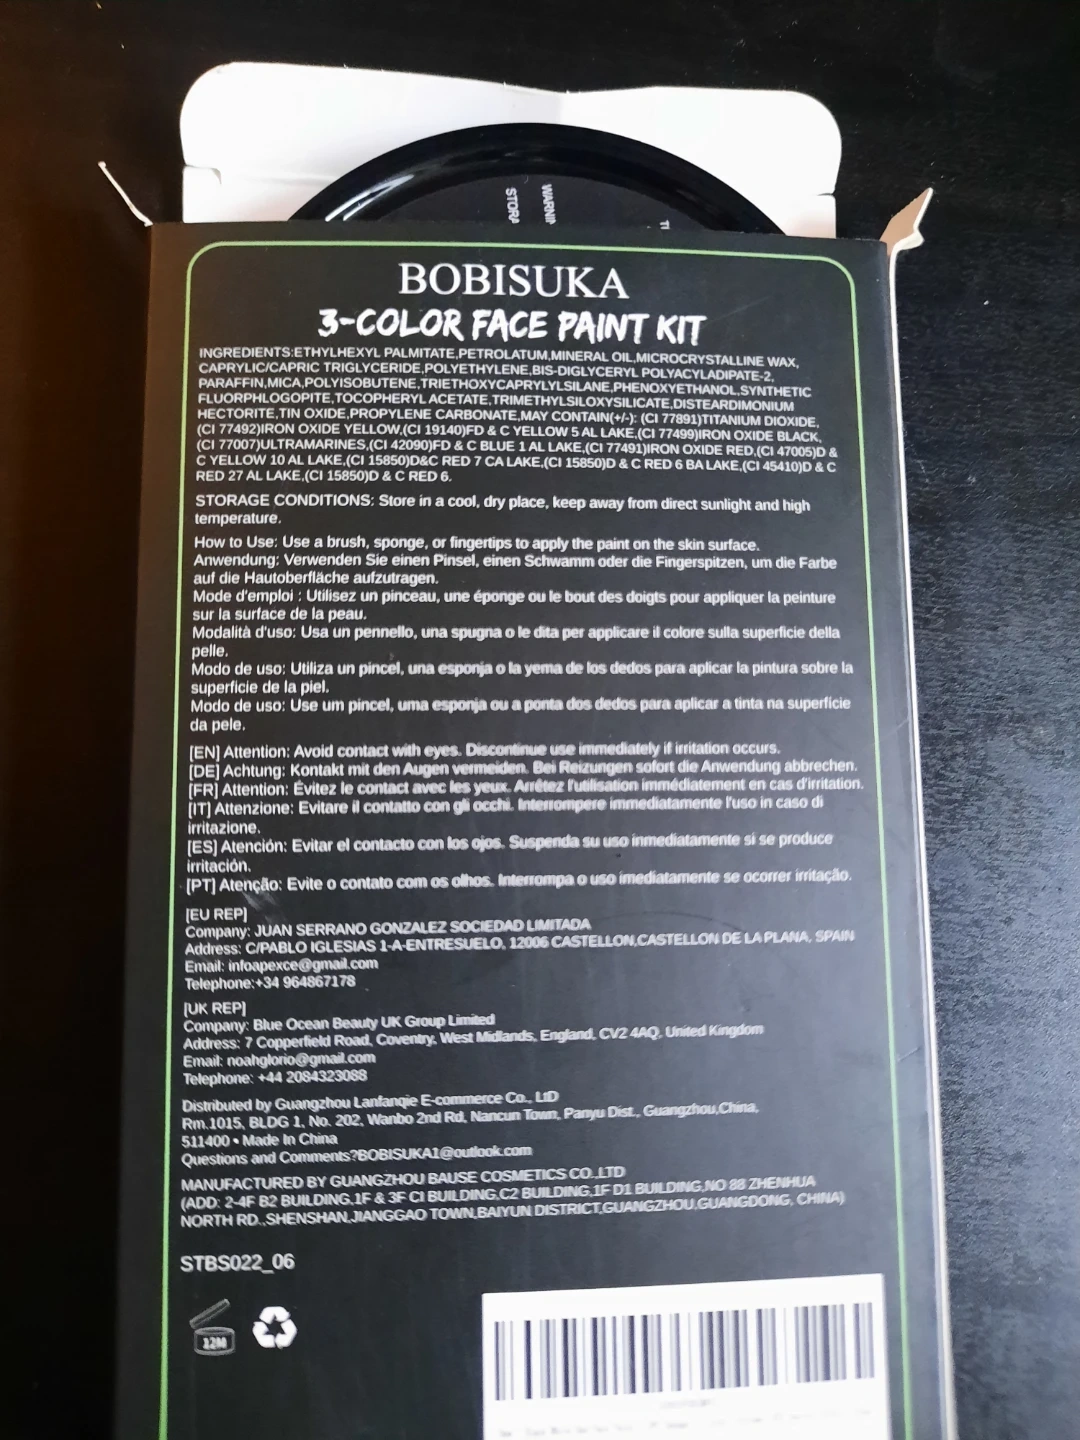 STORA
WARNIN
BOBISUKA
3-COLOR FACE PAINT KIT
INGREDIENTS:ETHYLHEXYL PALMITATE,PETROLATUM,MINERAL OIL,MICROCRYSTALLINE WAX,
CAPRYLIC/CAPRIC TRIGLYCERIDE,POLYETHYLENE,BIS-DIGLYCERYL POLYACYLADIPATE-2,
PARAFFIN,MICA,POLYISOBUTENE,TRIETHOXYCAPRYLYLSILANE,PHENOXYETHANOL,SYNTHETIC
FLUORPHLOGOPITE,TOCOPHERYL ACETATE,TRIMETHYLSILOXYSILICATE,DISTEARDIMONIUM
HECTORITE,TIN OXIDE,PROPYLENE CARBONATE,MAY CONTAIN(+/-): (CI 77891)TITANIUM DIOXIDE,
(CI 77492)IRON OXIDE YELLOW,(CI 19140)FD & C YELLOW 5 AL LAKE,(CI 77499)IRON OXIDE BLACK,
(CI 77007)ULTRAMARINES,(CI 42090)FD & C BLUE 1 AL LAKE,(CI 77491)IRON OXIDE RED,(CI 47005)D &
C YELLOW 10 AL LAKE,(CI 15850)D&C RED 7 CA LAKE,(CI 15850)D & C RED 6 BA LAKE,(CI 45410)D & C
RED 27 AL LAKE,(CI 15850)D & C RED 6.
STORAGE CONDITIONS: Store in a cool, dry place, keep away from direct sunlight and high
temperature.
How to Use: Use a brush, sponge, or fingertips to apply the paint on the skin surface.
Anwendung: Verwenden Sie einen Pinsel, einen Schwamm oder die Fingerspitzen, um die Farbe
auf die Hautoberfläche aufzutragen.
Mode d'emploi : Utilisez un pinceau, une éponge ou le bout des doigts pour appliquer la peinture
sur la surface de la peau.
Modalità d'uso: Usa un pennello, una spugna o le dita per applicare il colore sulla superficie della
pelle.
Modo de uso: Utiliza un pincel, una esponja o la yema de los dedos para aplicar la pintura sobre la
superficie de la piel.
Modo de uso: Use um pincel, uma esponja ou a ponta dos dedos para aplicar a tinta na superfície
da pele.
[EN] Attention: Avoid contact with eyes. Discontinue use immediately if irritation occurs.
[DE] Achtung: Kontakt mit den Augen vermeiden. Bei Reizungen sofort die Anwendung abbrechen.
[FR] Attention: Évitez le contact avec les yeux. Arrêtez l'utilisation immédiatement en cas d'irritation.
[IT] Attenzione: Evitare il contatto con gli occhi. Interrompere immediatamente l'uso in caso di
irritazione.
[ES] Atención: Evitar el contacto con los ojos. Suspenda su uso inmediatamente si se produce
irritación.
[PT] Atenção: Evite o contato com os olhos. Interrompa o uso imediatamente se ocorrer irritação.
[EU REP]
Company: JUAN SERRANO GONZALEZ SOCIEDAD LIMITADA
Address: C/PABLO IGLESIAS 1-A-ENTRESUELO, 12006 CASTELLON,CASTELLON DE LA PLANA, SPAIN
Email: infoapexce@gmail.com
Telephone:+34 964867178
[UK REP]
Company: Blue Ocean Beauty UK Group Limited
Address: 7 Copperfield Road, Coventry, West Midlands, England, CV2 4AQ, United Kingdom
Email: noahglorio@gmail.com
Telephone: +44 2084323088
Distributed by Guangzhou Lanfanqie E-commerce Co., LtD
Rm.1015, BLDG 1, No. 202, Wanbo 2nd Rd, Nancun Town, Panyu Dist., Guangzhou,China,
511400 • Made In China
Questions and Comments?BOBISUKA1@outlook.com
MANUFACTURED BY GUANGZHOU BAUSE COSMETICS CO.,LTD
(ADD: 2-4F B2 BUILDING,1F & 3F CI BUILDING,C2 BUILDING,1F D1 BUILDING,NO 88 ZHENHUA
NORTH RD.,SHENSHAN,JIANGGAO TOWN,BAIYUN DISTRICT,GUANGZHOU,GUANGDONG, CHINA)
STBS022_06
12M